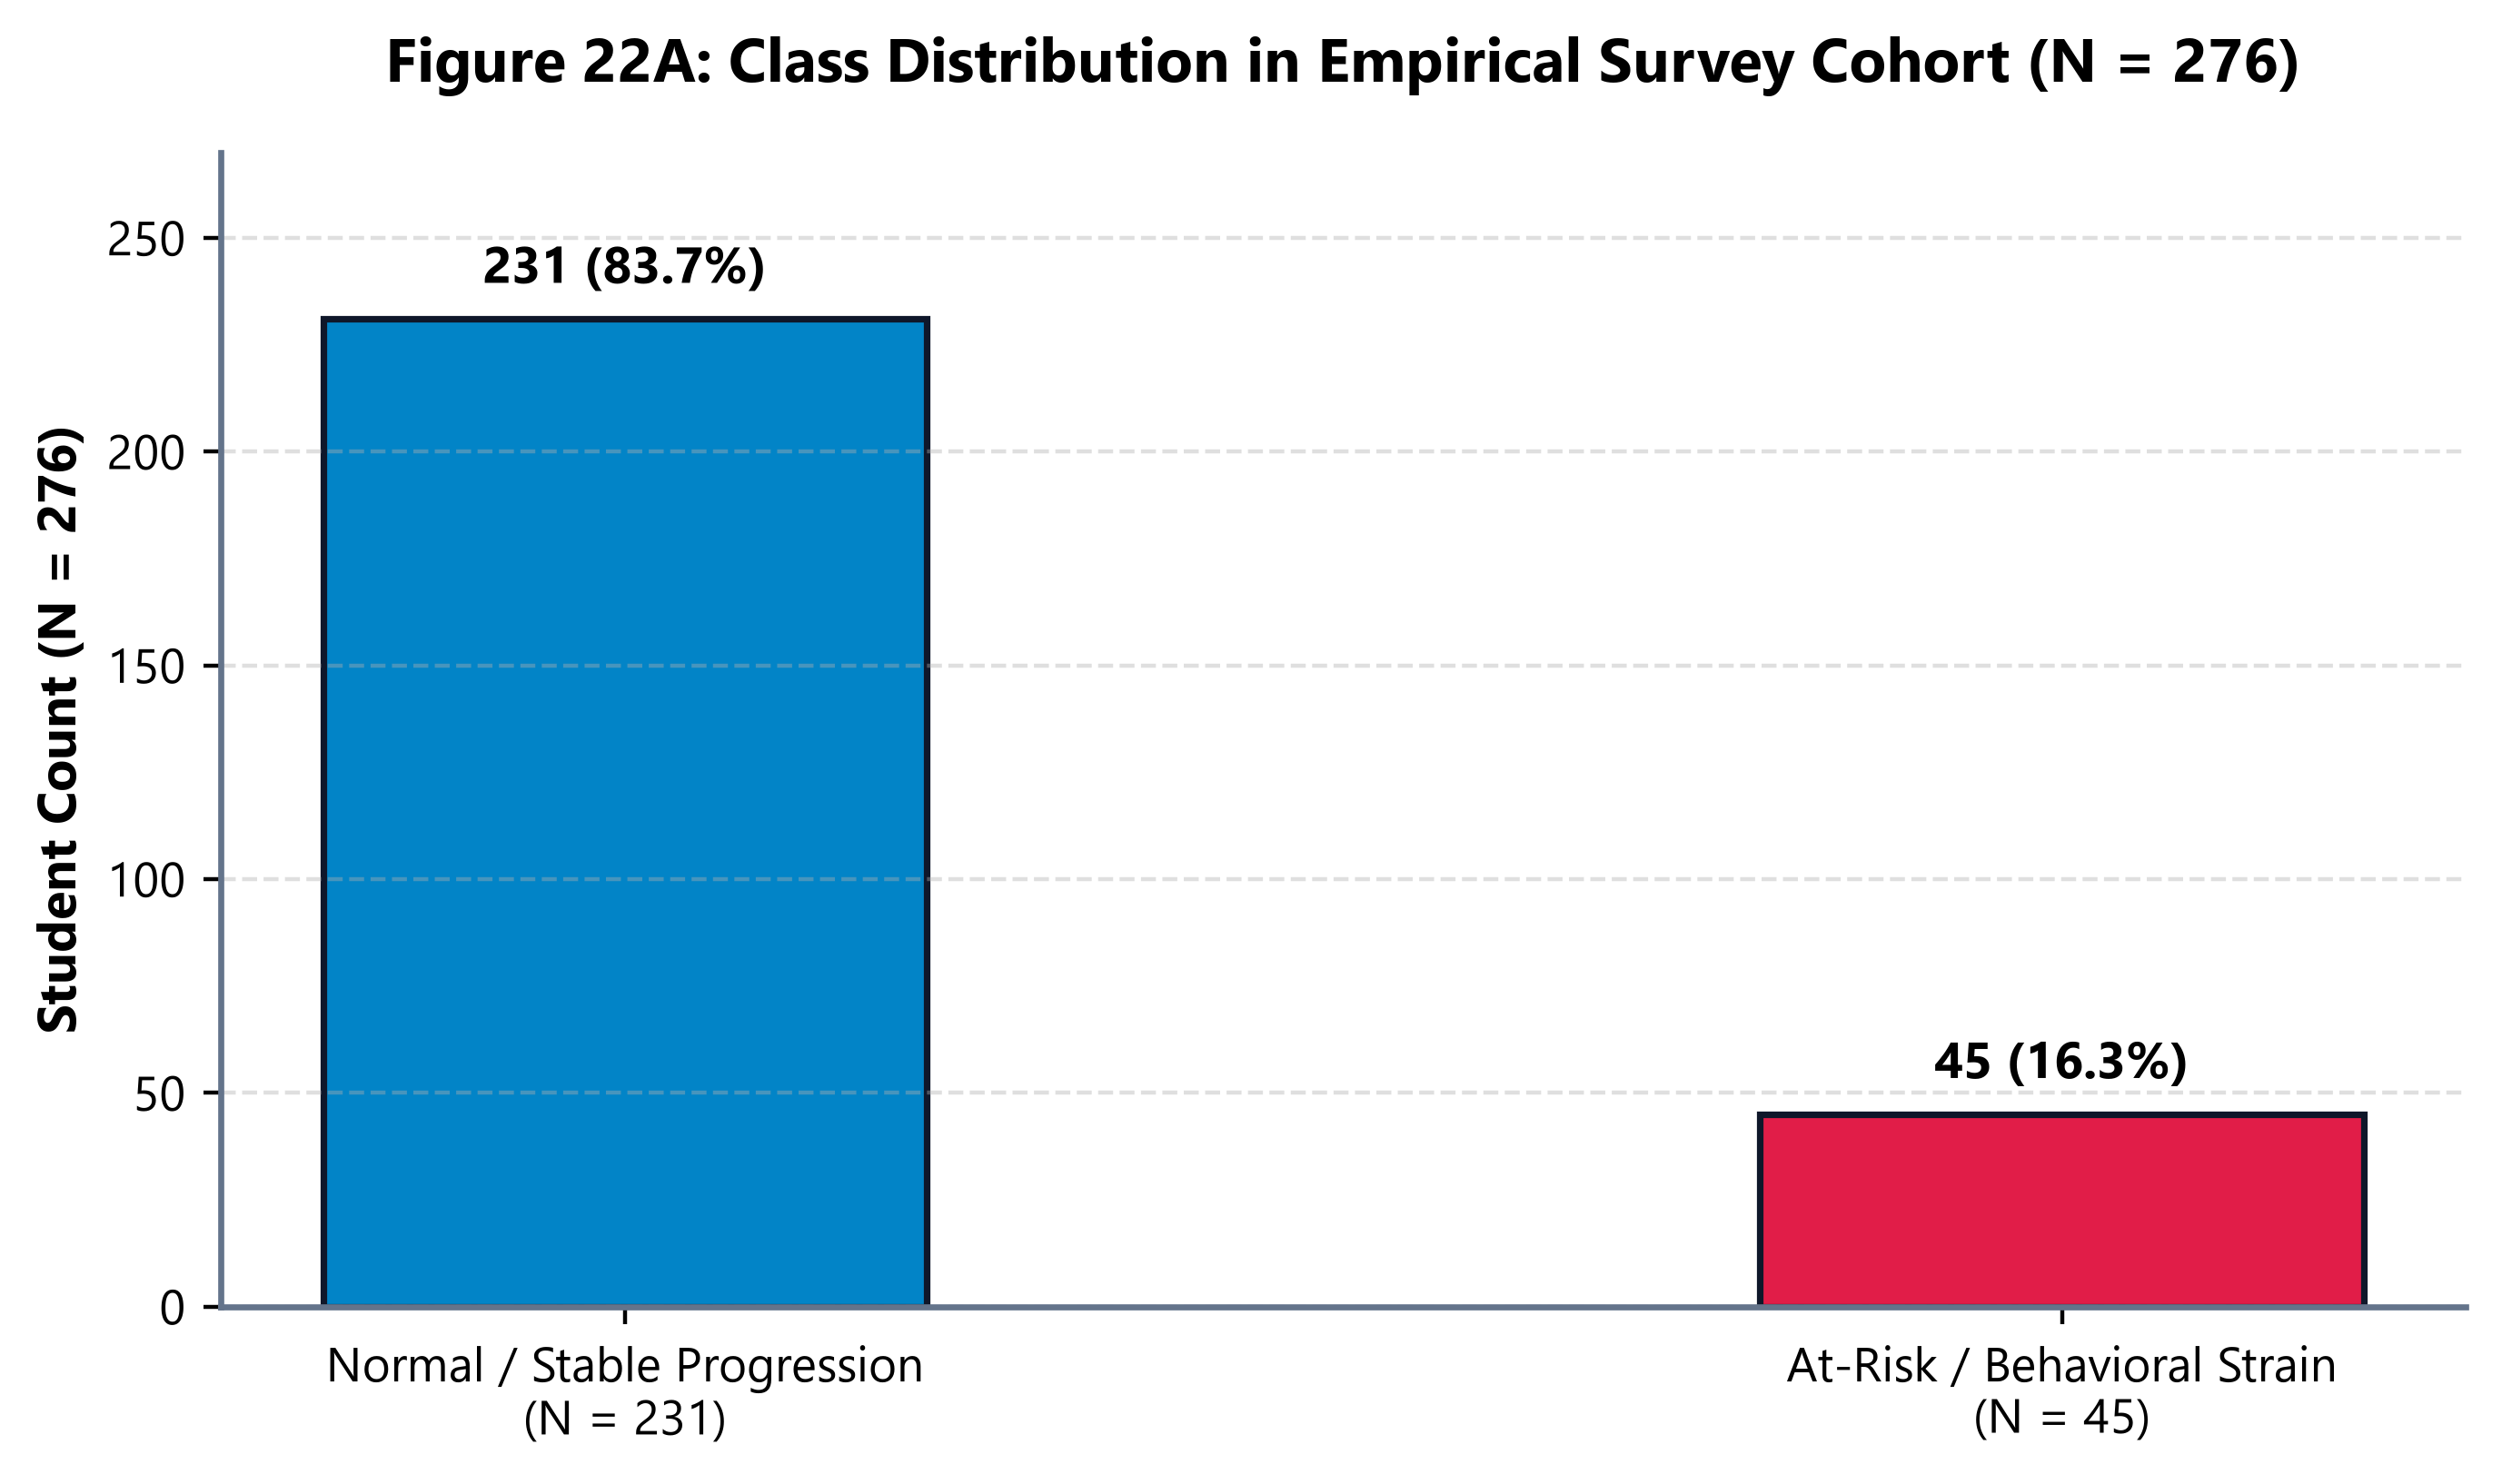 Figure 22A: Class Distribution in Empirical Survey Cohort (N = 276)
Student Count (N = 276)
250
200
150
100
50
0
231 (83.7%)
45 (16.3%)
Normal / Stable Progression
(N = 231)
At-Risk / Behavioral Strain
(N = 45)